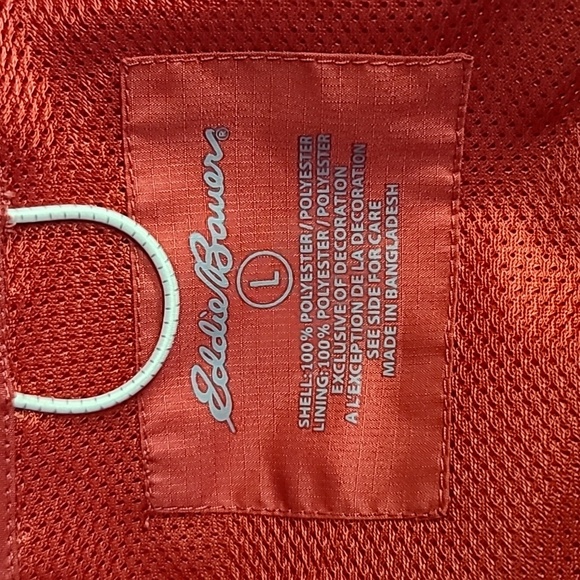 Eddie Bauer®
L
SHELL:100% POLYESTER / POLYESTER
LINING:100% POLYESTER / POLYESTER
EXCLUSIVE OF DECORATION
A L'EXCEPTION DE LA DECORATION
SEE SIDE FOR CARE
MADE IN BANGLADESH